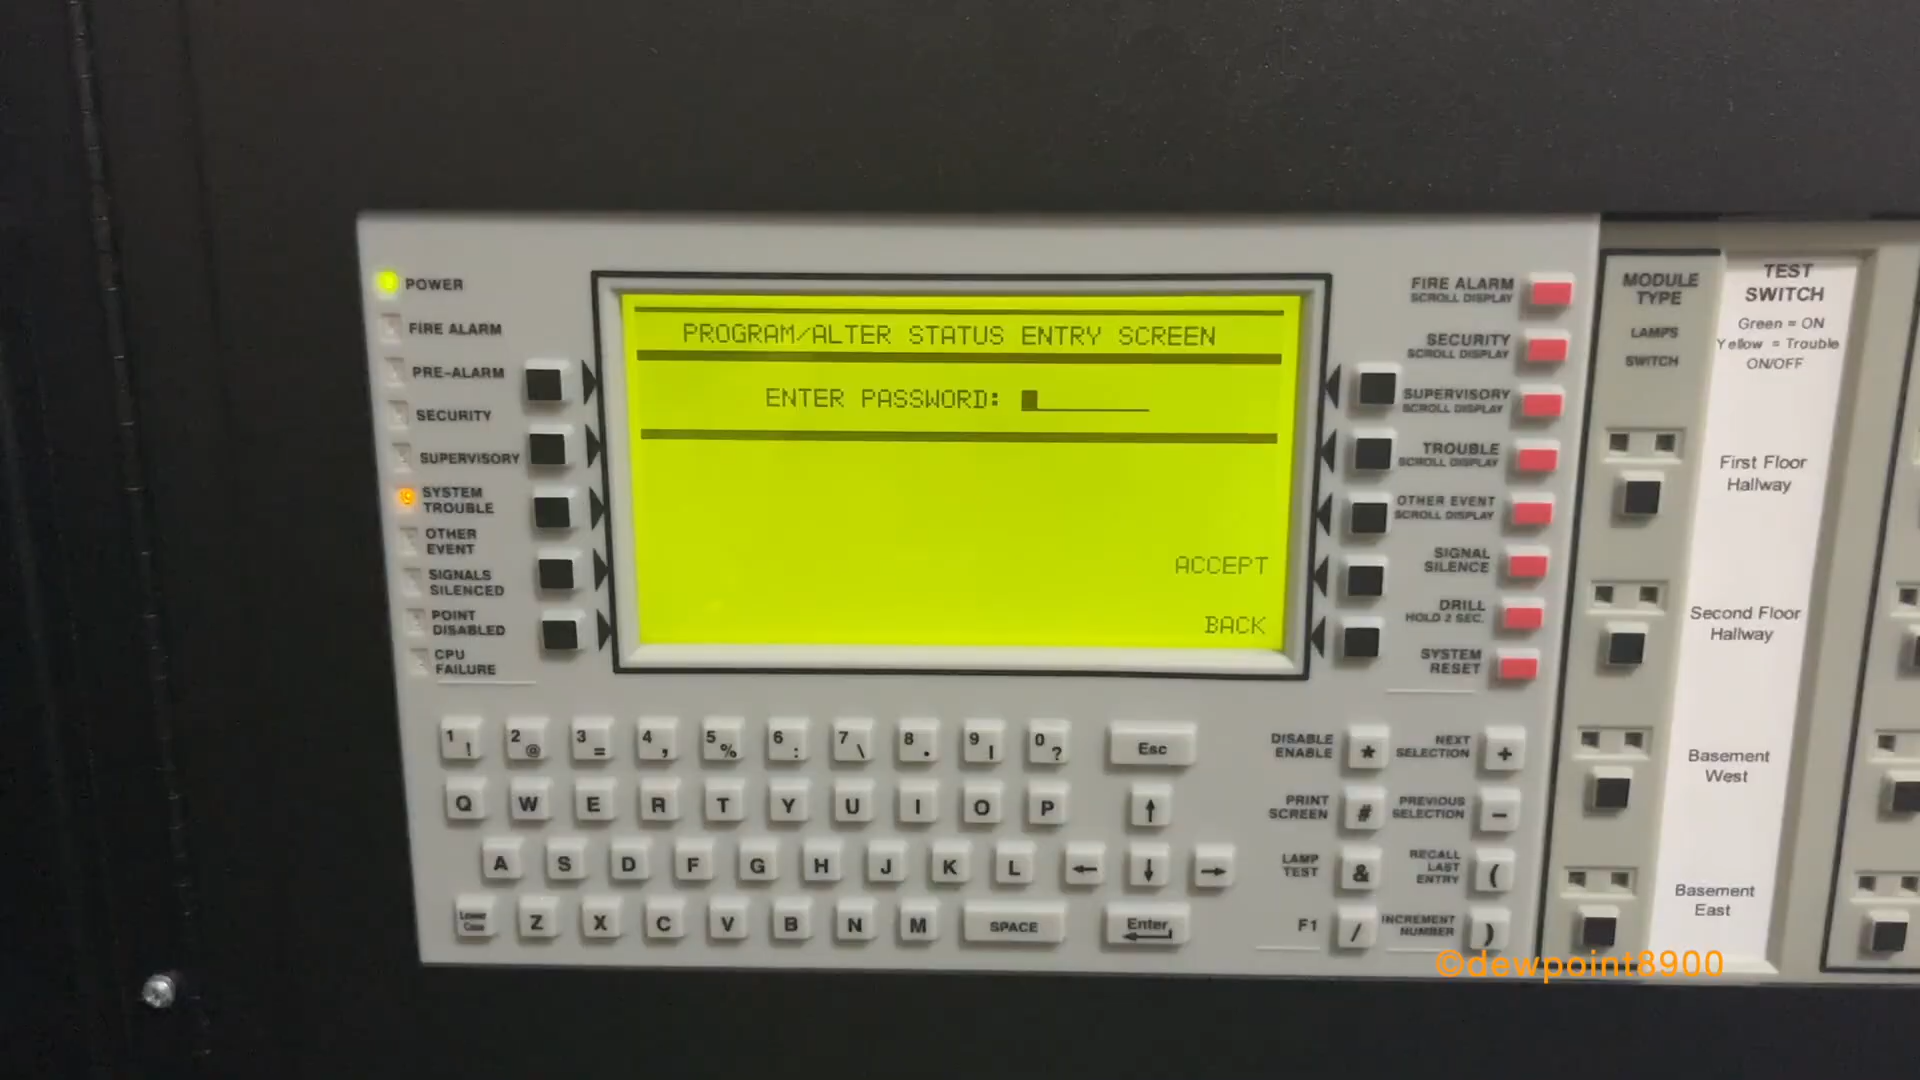 POWER
FIRE ALARM
PRE-ALARM
SECURITY
SUPERVISORY
SYSTEM
TROUBLE
OTHER
EVENT
SIGNALS
SILENCED
POINT
DISABLED
CPU
FAILURE
PROGRAM/ALTER STATUS ENTRY SCREEN
ENTER PASSWORD:
ACCEPT
BACK
FIRE ALARM
SCROLL DISPLAY
SECURITY
SCROLL DISPLAY
SUPERVISORY
SCROLL DISPLAY
TROUBLE
SCROLL DISPLAY
OTHER EVENT
SCROLL DISPLAY
SIGNAL
SILENCE
DRILL
HOLD 2 SEC.
SYSTEM
RESET
1 ! 2 @ 3 = 4 , 5 % 6 : 7 \ 8 . 9 | 0 ? Esc
Q W E R T Y U I O P ↑
A S D F G H J K L ← ↓ →
Lower
Case
Z X C V B N M SPACE Enter
DISABLE
ENABLE
*
NEXT
SELECTION
+
PRINT
SCREEN
#
PREVIOUS
SELECTION
-
LAMP
TEST
&
RECALL
LAST
ENTRY
(
F1 /
INCREMENT
NUMBER
)
MODULE
TYPE
LAMPS
SWITCH
TEST
SWITCH
Green = ON
Yellow = Trouble
ON/OFF
First Floor
Hallway
Second Floor
Hallway
Basement
West
Basement
East
©dewpoint8900